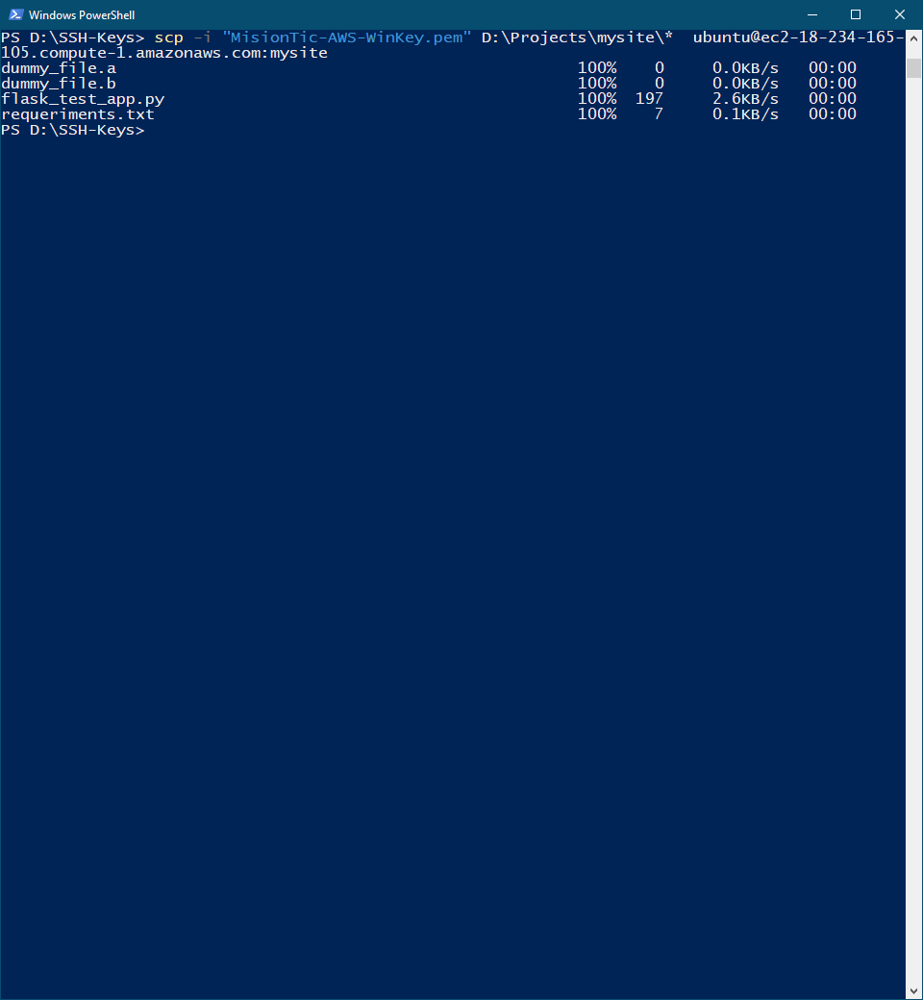 Windows PowerShell
PS D:\SSH-Keys> scp -i "MisionTic-AWS-WinKey.pem" D:\Projects\mysite\*  ubuntu@ec2-18-234-165-
105.compute-1.amazonaws.com:mysite
dummy_file.a 100% 0 0.0KB/s 00:00
dummy_file.b 100% 0 0.0KB/s 00:00
flask_test_app.py 100% 197 2.6KB/s 00:00
requeriments.txt 100% 7 0.1KB/s 00:00
PS D:\SSH-Keys>